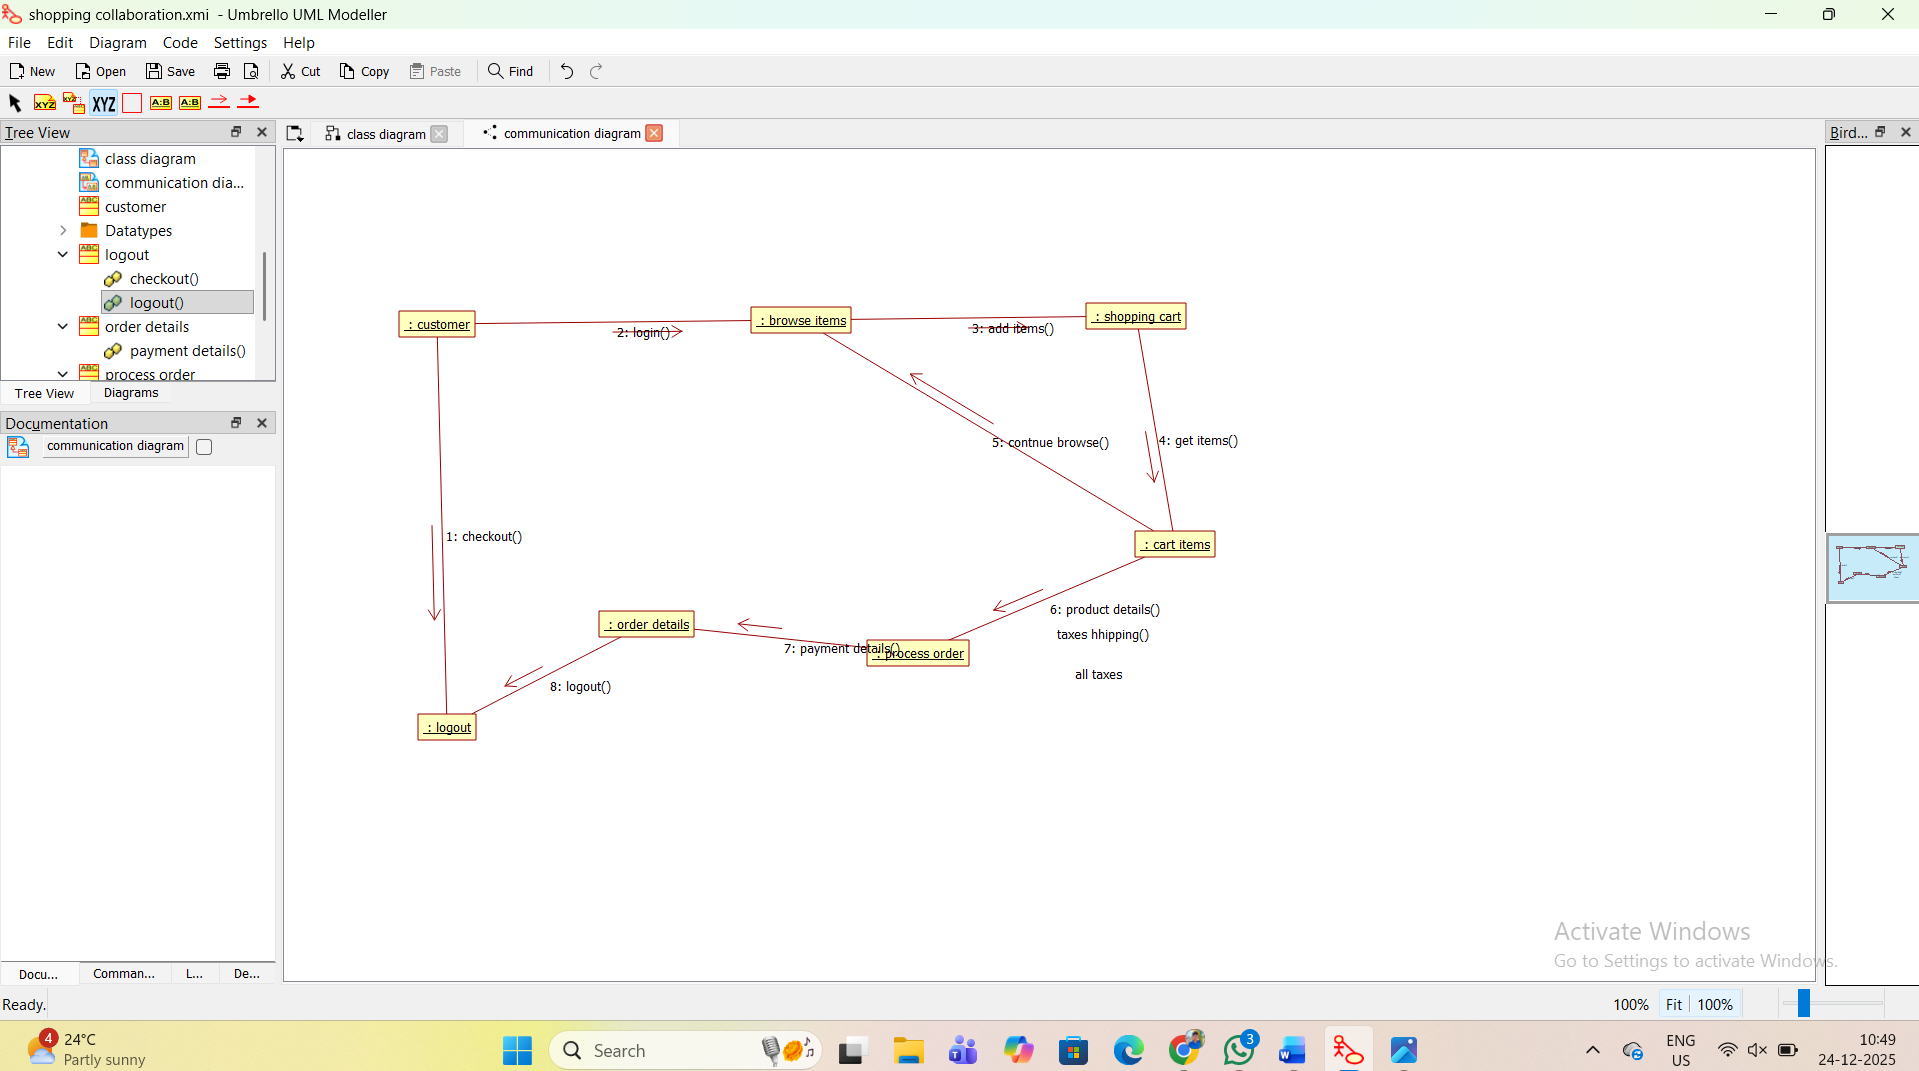 shopping collaboration.xmi - Umbrello UML Modeller
File Edit Diagram Code Settings Help
New Open Save Cut Copy Paste Find
XYZ XYZ XYZ A:B A:B
Tree View
class diagram
communication dia...
customer
Datatypes
logout
checkout()
logout()
order details
payment details()
process order
Tree View Diagrams
Documentation
communication diagram
Docu... Comman... L... De...
class diagram communication diagram
Bird...
: customer
2: login()
: browse items
3: add items()
: shopping cart
5: contnue browse()
4: get items()
1: checkout()
: cart items
6: product details()
taxes hhipping()
all taxes
: order details
7: payment details()
: process order
8: logout()
: logout
Activate Windows
Go to Settings to activate Windows.
Ready.
100% Fit 100%
4
24°C
Partly sunny
Search
3
ENG
US
10:49
24-12-2025